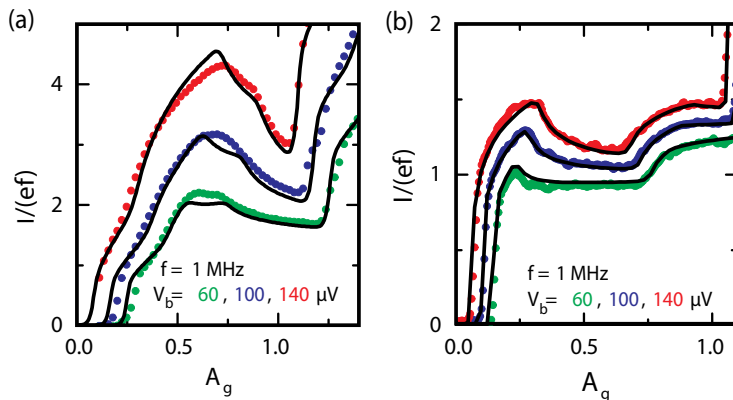 (a)
4
2
0
I/(ef)
f = 1 MHz
V_b= 60 , 100, 140 µV
0.0 0.5 1.0
A_g
(b)
2
1
0
I/(ef)
f = 1 MHz
V_b= 60 , 100, 140 µV
0.0 0.5 1.0
A_g